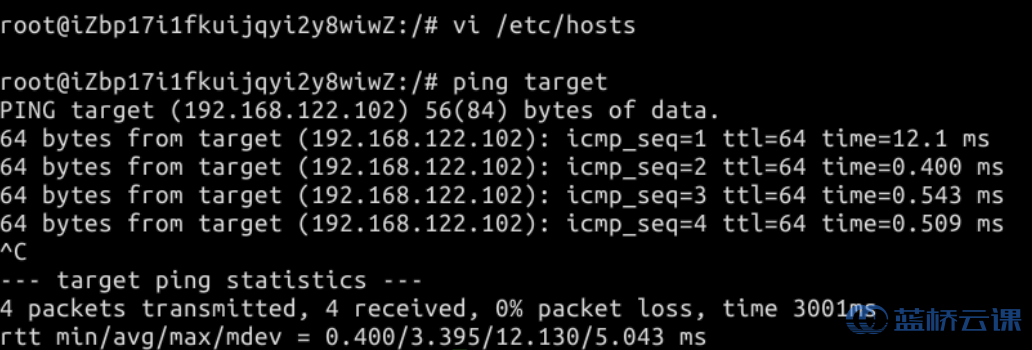 root@iZbp17i1fkuijqyi2y8wiwZ:/# vi /etc/hosts
root@iZbp17i1fkuijqyi2y8wiwZ:/# ping target
PING target (192.168.122.102) 56(84) bytes of data.
64 bytes from target (192.168.122.102): icmp_seq=1 ttl=64 time=12.1 ms
64 bytes from target (192.168.122.102): icmp_seq=2 ttl=64 time=0.400 ms
64 bytes from target (192.168.122.102): icmp_seq=3 ttl=64 time=0.543 ms
64 bytes from target (192.168.122.102): icmp_seq=4 ttl=64 time=0.509 ms
^C
--- target ping statistics ---
4 packets transmitted, 4 received, 0% packet loss, time 3001ms
rtt min/avg/max/mdev = 0.400/3.395/12.130/5.043 ms
蓝桥云课